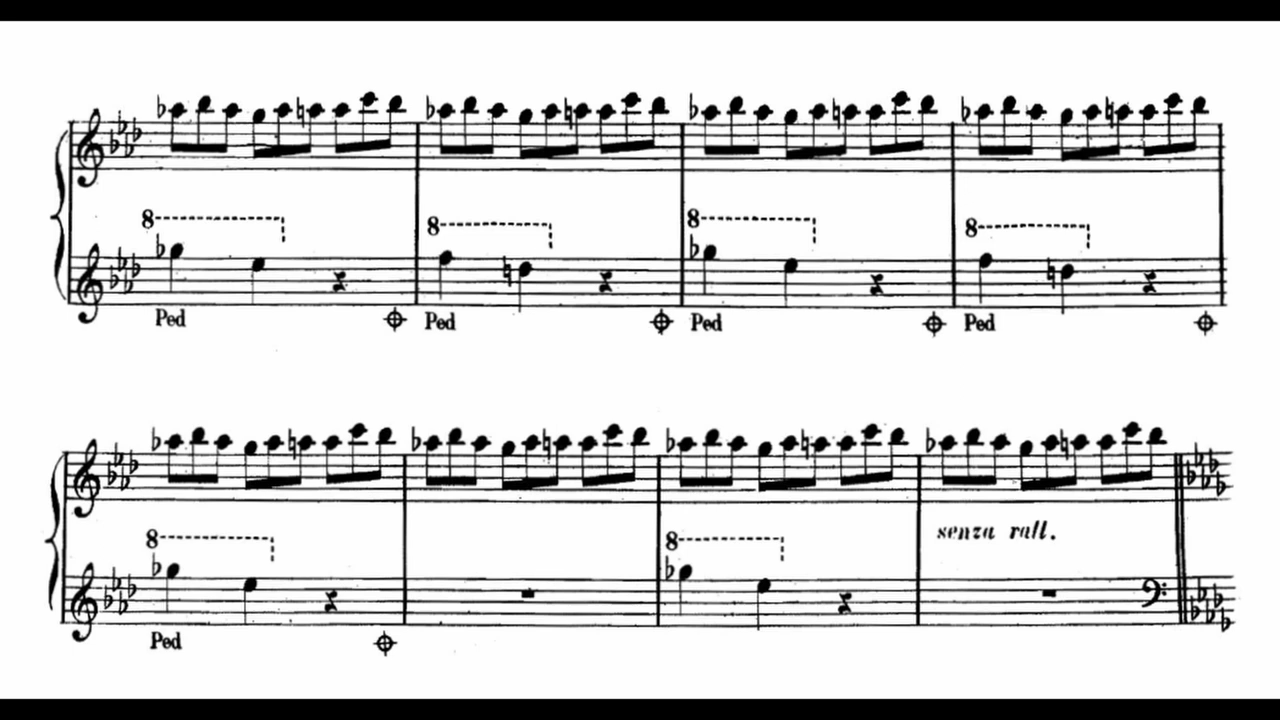 8 8 8 8
Ped Ped Ped Ped
senza rall.
8 8
Ped